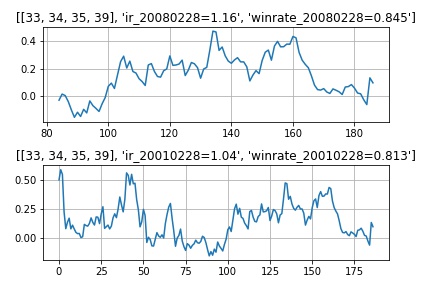 [[33, 34, 35, 39], 'ir_20080228=1.16', 'winrate_20080228=0.845']
0.4
0.2
0.0
80 100 120 140 160 180
[[33, 34, 35, 39], 'ir_20010228=1.04', 'winrate_20010228=0.813']
0.50
0.25
0.00
0 25 50 75 100 125 150 175